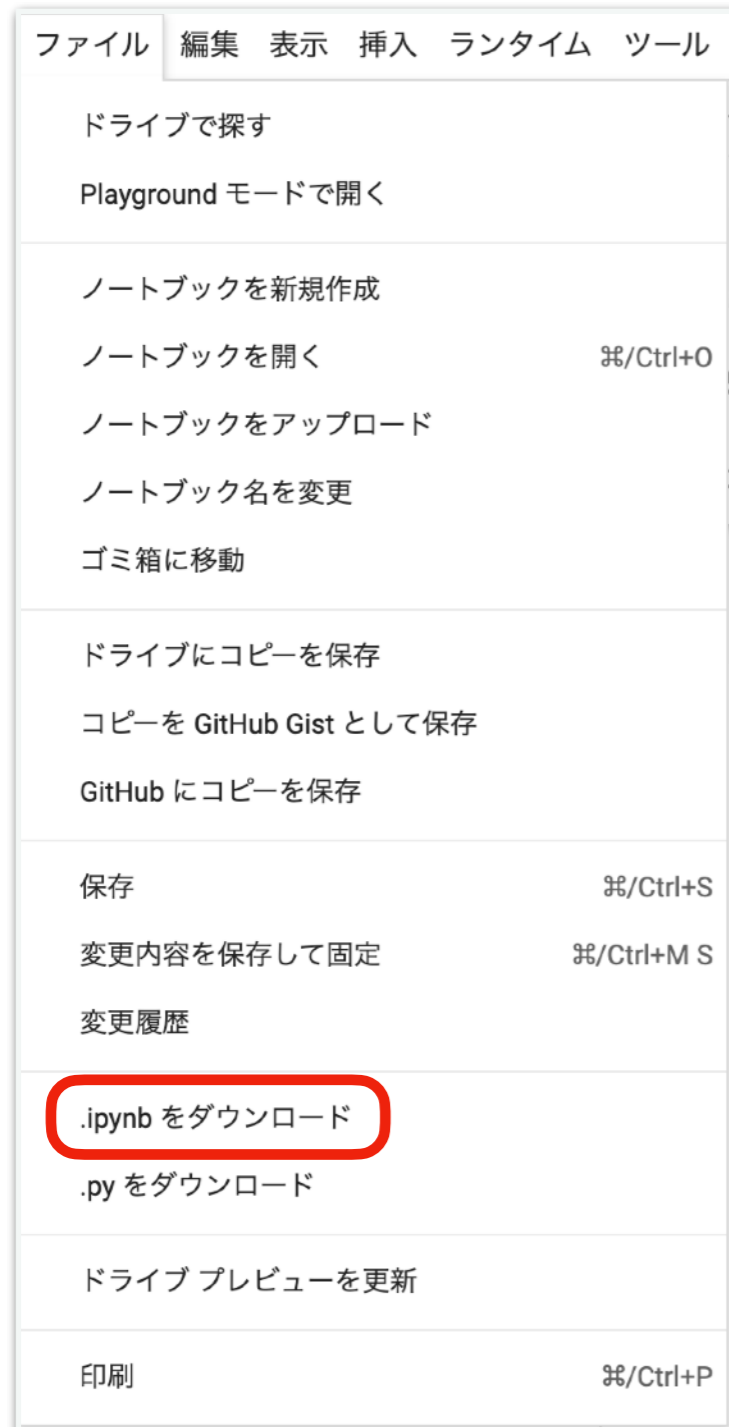 ファイル 編集 表示 挿入 ランタイム ツール
ドライブで探す
Playground モードで開く
ノートブックを新規作成
ノートブックを開く ⌘/Ctrl+O
ノートブックをアップロード
ノートブック名を変更
ゴミ箱に移動
ドライブにコピーを保存
コピーを GitHub Gist として保存
GitHub にコピーを保存
保存 ⌘/Ctrl+S
変更内容を保存して固定 ⌘/Ctrl+M S
変更履歴
.ipynb をダウンロード
.py をダウンロード
ドライブ プレビューを更新
印刷 ⌘/Ctrl+P